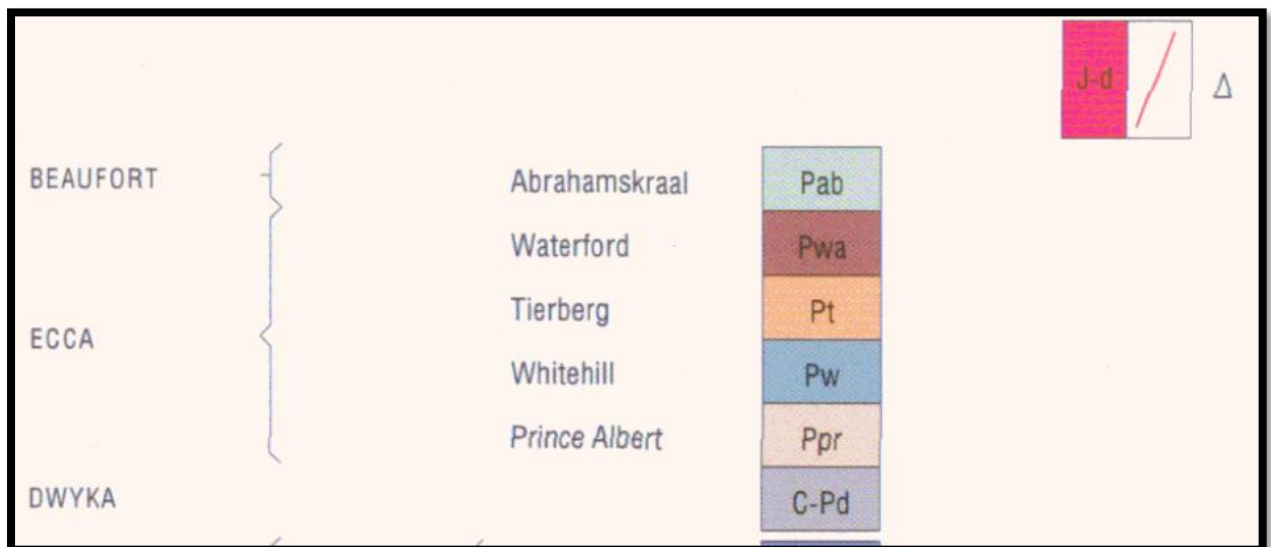 J-d Δ
BEAUFORT Abrahamskraal Pab
Waterford Pwa
Tierberg Pt
ECCA
Whitehill Pw
Prince Albert Ppr
DWYKA C-Pd